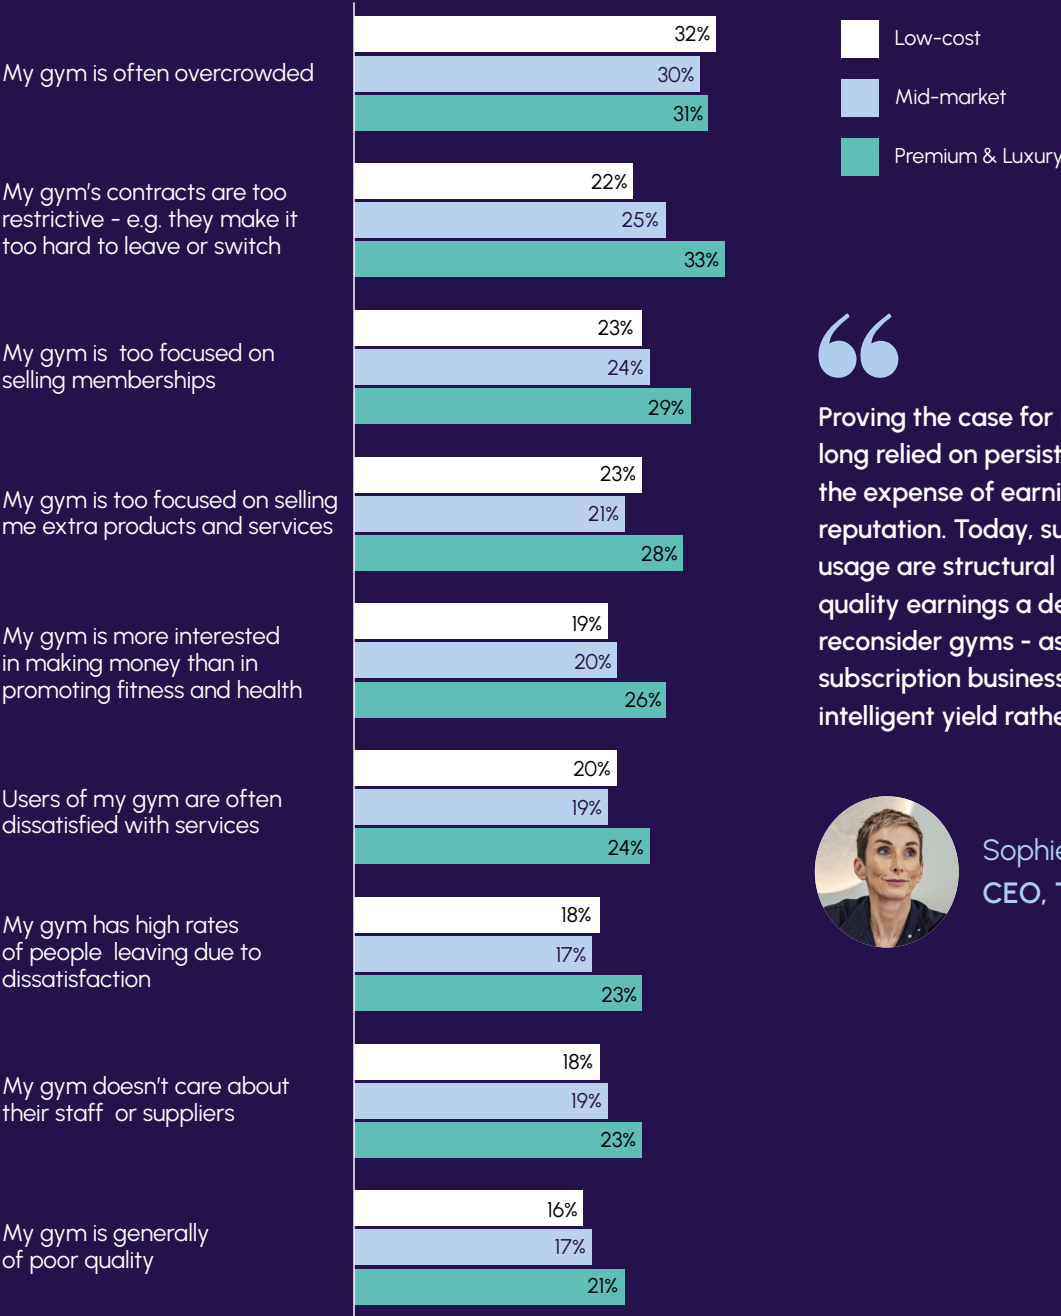 My gym is often overcrowded
32%
30%
31%
My gym's contracts are too
restrictive - e.g. they make it
too hard to leave or switch
22%
25%
33%
My gym is  too focused on
selling memberships
23%
24%
29%
My gym is too focused on selling
me extra products and services
23%
21%
28%
My gym is more interested
in making money than in
promoting fitness and health
19%
20%
26%
Users of my gym are often
dissatisfied with services
20%
19%
24%
My gym has high rates
of people  leaving due to
dissatisfaction
18%
17%
23%
My gym doesn't care about
their staff  or suppliers
18%
19%
23%
My gym is generally
of poor quality
16%
17%
21%
Low-cost
Mid-market
Premium & Luxury
“
Proving the case for
long relied on persist
the expense of earni
reputation. Today, su
usage are structural
quality earnings a de
reconsider gyms - as
subscription business
intelligent yield rathe
Sophie
CEO, T